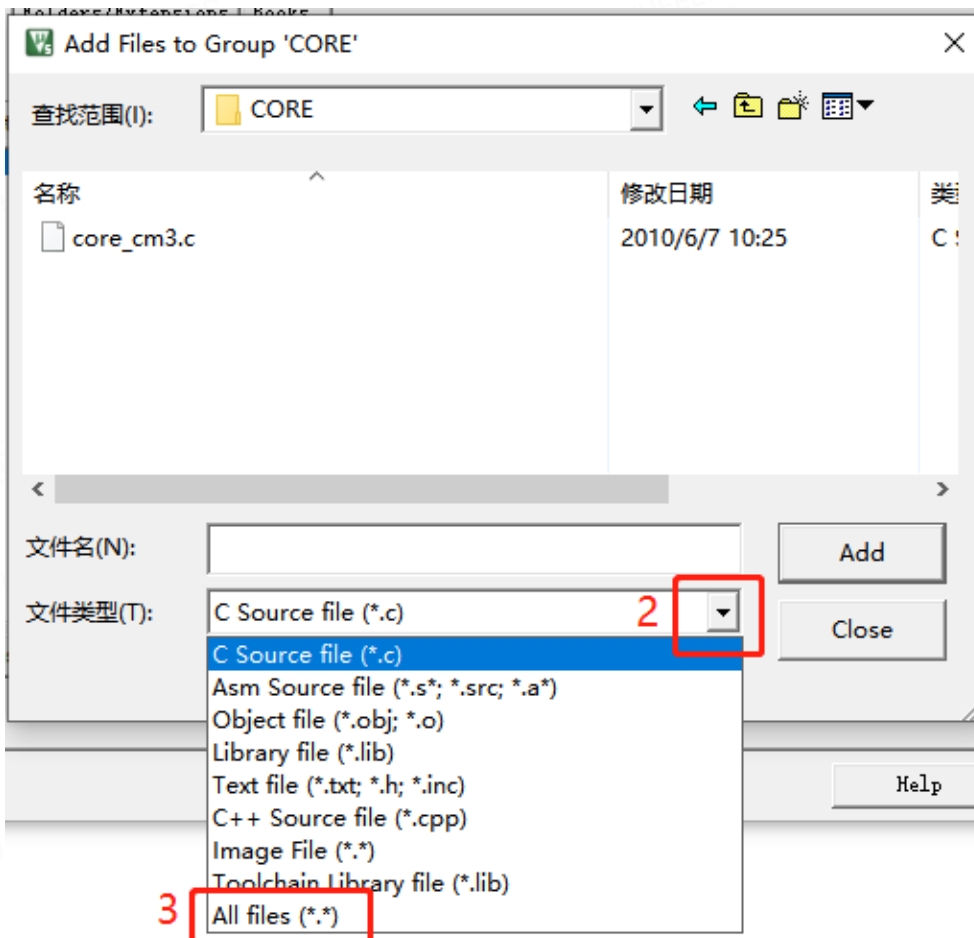 Folders/Extensions Books
Add Files to Group 'CORE'
查找范围(I): CORE
名称 修改日期
core_cm3.c 2010/6/7 10:25
文件名(N): Add
文件类型(T): C Source file (*.c) 2 Close
C Source file (*.c)
Asm Source file (*.s*; *.src; *.a*)
Object file (*.obj; *.o)
Library file (*.lib)
Text file (*.txt; *.h; *.inc)
Help
C++ Source file (*.cpp)
Image File (*.*)
Toolchain Library file (*.lib)
3 All files (*.*)